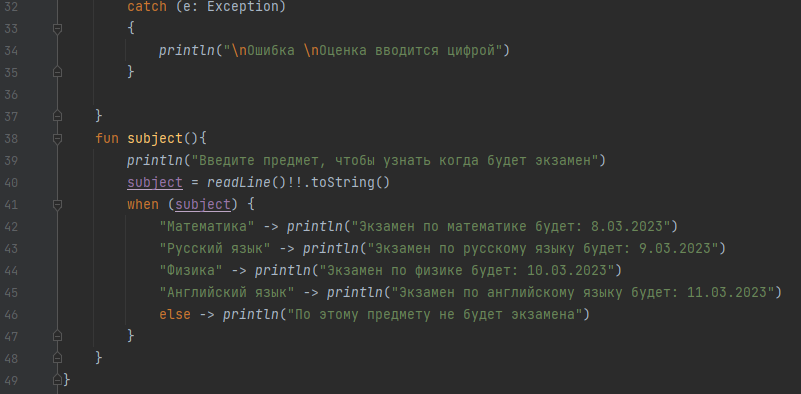 32 catch (e: Exception)
33 {
34 println("\nОшибка \nОценка вводится цифрой")
35 }
36
37 }
38 fun subject(){
39 println("Введите предмет, чтобы узнать когда будет экзамен")
40 subject = readLine()!!.toString()
41 when (subject) {
42 "Математика" -> println("Экзамен по математике будет: 8.03.2023")
43 "Русский язык" -> println("Экзамен по русскому языку будет: 9.03.2023")
44 "Физика" -> println("Экзамен по физике будет: 10.03.2023")
45 "Английский язык" -> println("Экзамен по английскому языку будет: 11.03.2023")
46 else -> println("По этому предмету не будет экзамена")
47 }
48 }
49 }